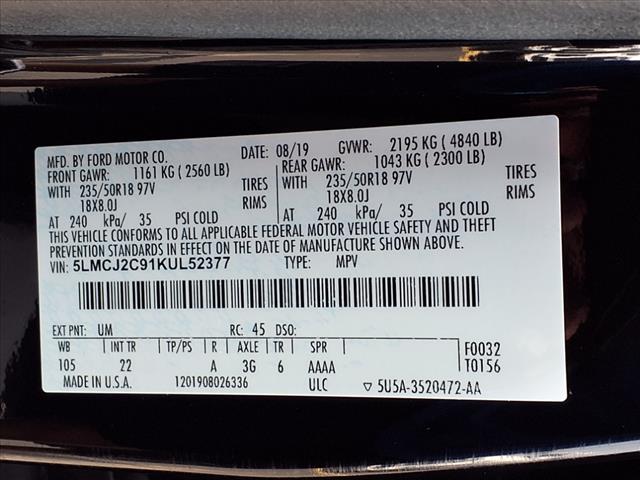 MFD. BY FORD MOTOR CO. DATE: 08/19 GVWR: 2195 KG ( 4840 LB)
FRONT GAWR: 1161 KG ( 2560 LB) REAR GAWR: 1043 KG ( 2300 LB)
WITH 235/50R18 97V TIRES WITH 235/50R18 97V TIRES
18X8.0J RIMS 18X8.0J RIMS
AT 240 kPa/ 35 PSI COLD AT 240 kPa/ 35 PSI COLD
THIS VEHICLE CONFORMS TO ALL APPLICABLE FEDERAL MOTOR VEHICLE SAFETY AND THEFT
PREVENTION STANDARDS IN EFFECT ON THE DATE OF MANUFACTURE SHOWN ABOVE.
VIN: 5LMCJ2C91KUL52377 TYPE: MPV
EXT PNT: UM RC: 45 DSO:
WB INT TR TP/PS R AXLE TR SPR F0032
105 22 A 3G 6 AAAA T0156
MADE IN U.S.A. 1201908026336 ULC ▽ 5U5A-3520472-AA